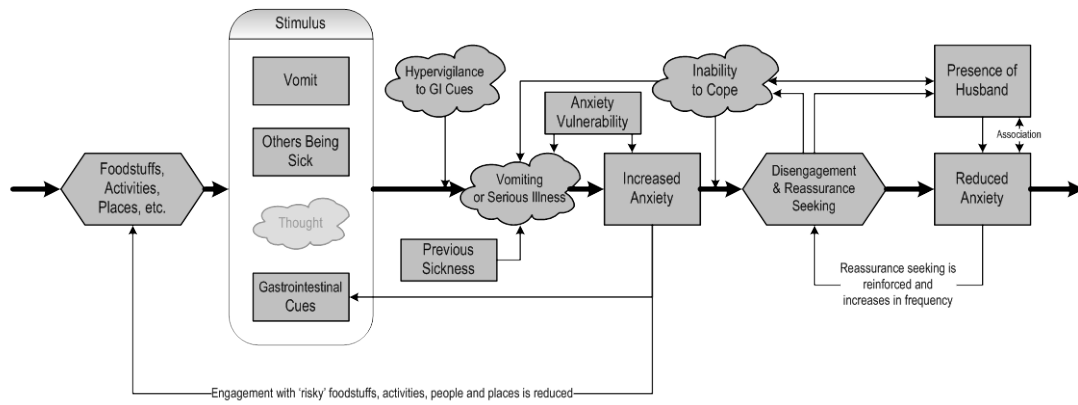 Stimulus
Vomit
Others Being
Sick
Thought
Gastrointestinal
Cues
Foodstuffs,
Activities,
Places, etc.
Hypervigilance
to GI Cues
Vomiting
or Serious Illness
Previous
Sickness
Anxiety
Vulnerability
Increased
Anxiety
Inability
to Cope
Disengagement
& Reassurance
Seeking
Presence of
Husband
Association
Reduced
Anxiety
Reassurance seeking is
reinforced and
increases in frequency
Engagement with ‘risky’ foodstuffs, activities, people and places is reduced